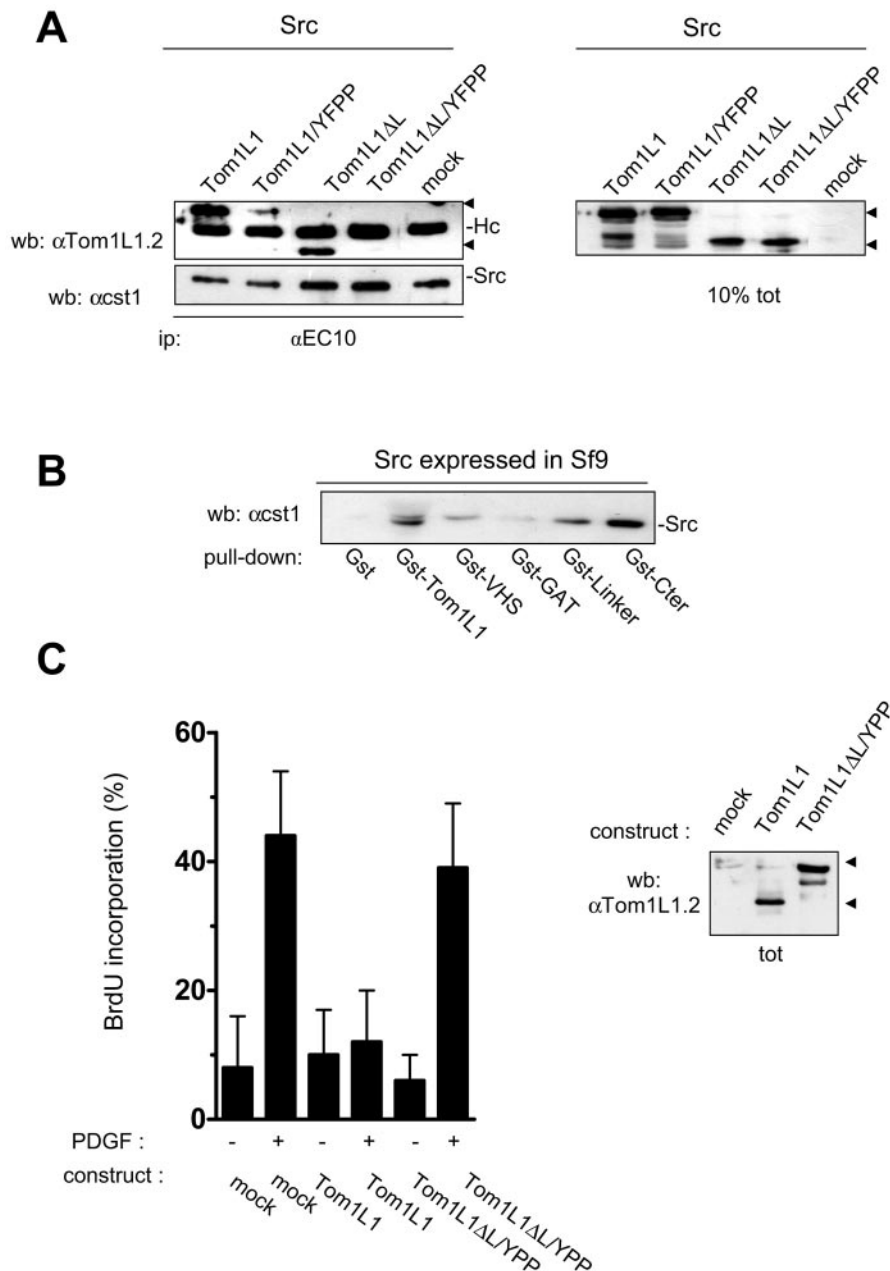 A
Src
Src
Tom1L1
Tom1L1/YFPP
Tom1L1ΔL
Tom1L1ΔL/YFPP
mock
Tom1L1
Tom1L1/YFPP
Tom1L1ΔL
Tom1L1ΔL/YFPP
mock
wb: αTom1L1.2
-Hc
wb: αcst1
-Src
ip: αEC10
10% tot
B
Src expressed in Sf9
wb: αcst1
-Src
pull-down:
Gst
Gst-Tom1L1
Gst-VHS
Gst-GAT
Gst-Linker
Gst-Cter
C
BrdU incorporation (%)
60
40
20
0
PDGF : - + - + - +
construct :
mock
mock
Tom1L1
Tom1L1
Tom1L1ΔL/YPP
Tom1L1ΔL/YPP
construct :
mock
Tom1L1
Tom1L1ΔL/YPP
wb:
αTom1L1.2
tot